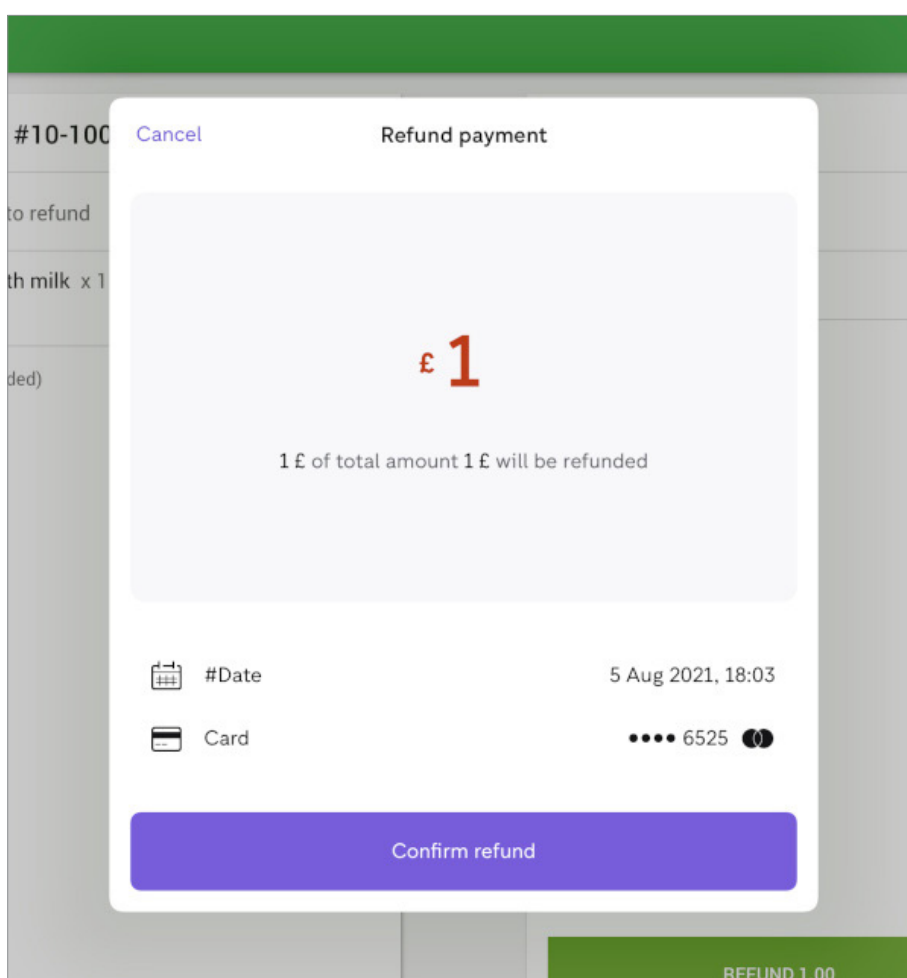 #10-100
Cancel
Refund payment
to refund
th milk x 1
£ 1
ded)
1 £ of total amount 1 £ will be refunded
#Date
5 Aug 2021, 18:03
Card
•••• 6525
Confirm refund
REFUND 1.00